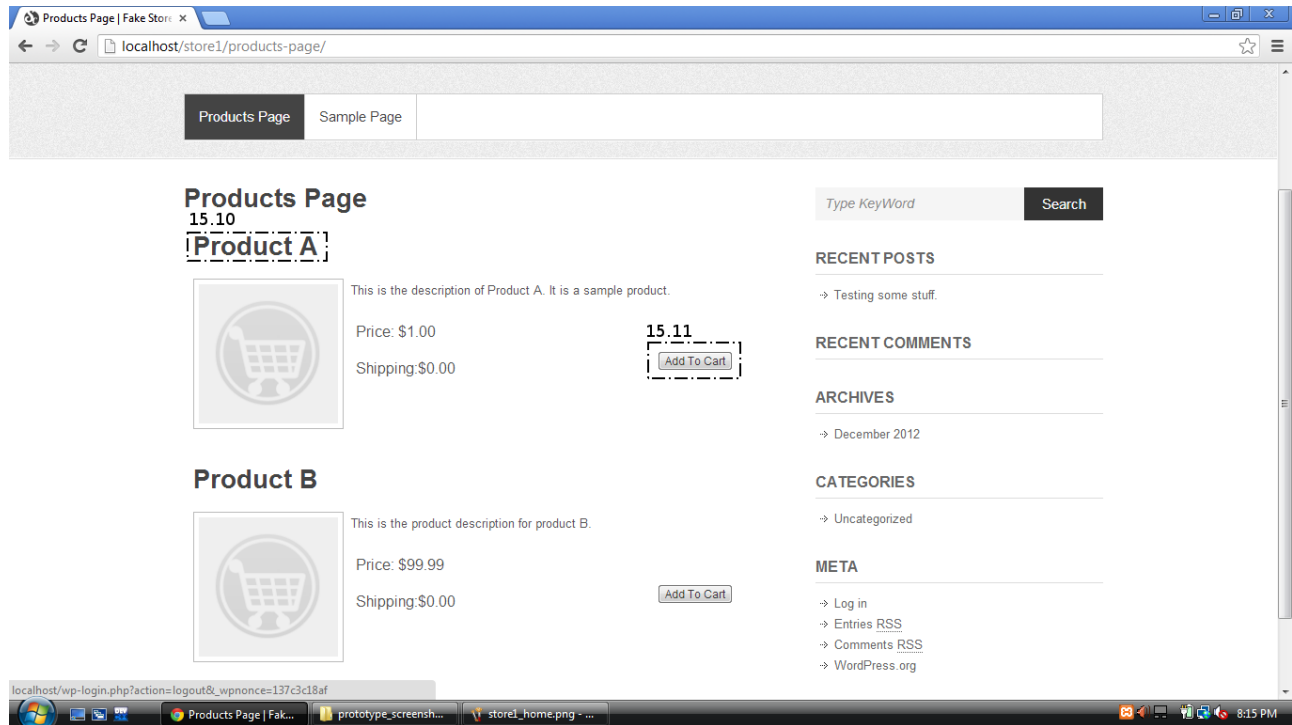 Products Page | Fake Store
localhost/store1/products-page/
Products Page
Sample Page
Products Page
15.10
Product A
This is the description of Product A. It is a sample product.
Price: $1.00
15.11
Shipping:$0.00
Add To Cart
Product B
This is the product description for product B.
Price: $99.99
Shipping:$0.00
Add To Cart
Type KeyWord
Search
RECENT POSTS
Testing some stuff.
RECENT COMMENTS
ARCHIVES
December 2012
CATEGORIES
Uncategorized
META
Log in
Entries RSS
Comments RSS
WordPress.org
localhost/wp-login.php?action=logout&_wpnonce=137c3c18af
Products Page | Fak...
prototype_screensh...
store1_home.png - ...
8:15 PM